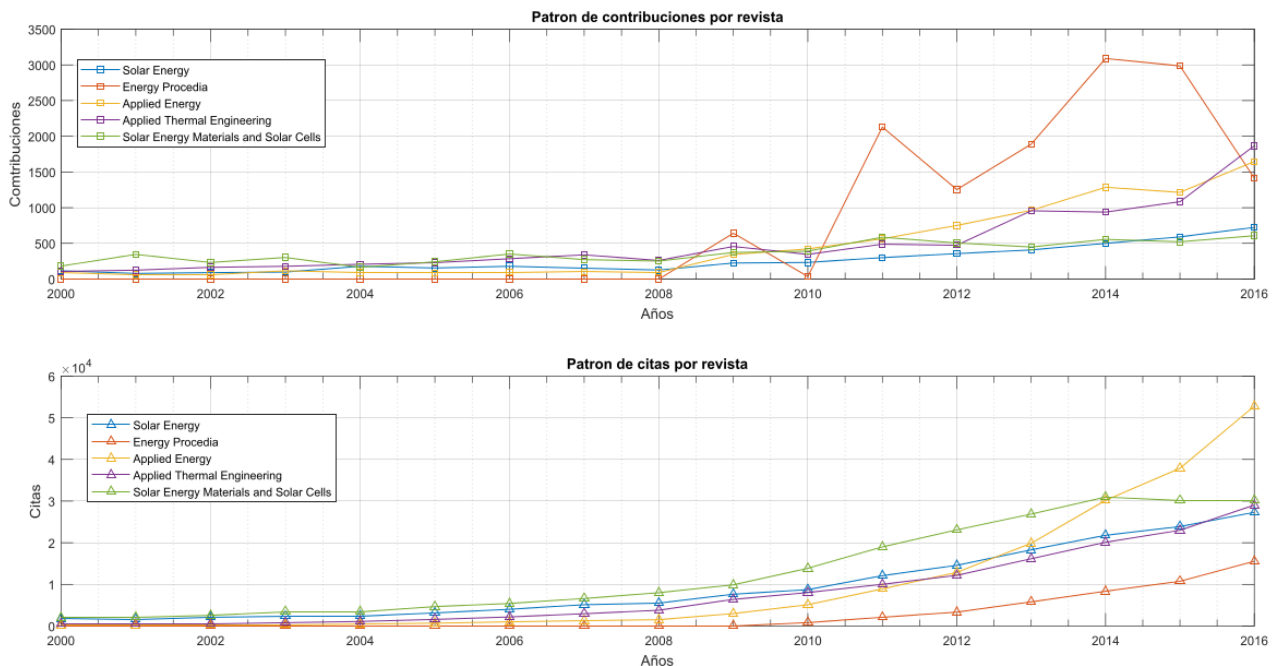 Patron de contribuciones por revista
3500
3000
2500
2000
1500
1000
500
0
Comtribuciones
Solar Energy
Energy Procedia
Applied Energy
Applied Thermal Engineering
Solar Energy Materials and Solar Cells
2000 2002 2004 2006 2008 2010 2012 2014 2016
Años
Patron de citas por revista
× 10⁴
6
5
4
3
2
1
0
Citas
Solar Energy
Energy Procedia
Applied Energy
Applied Thermal Engineering
Solar Energy Materials and Solar Cells
2000 2002 2004 2006 2008 2010 2012 2014 2016
Años